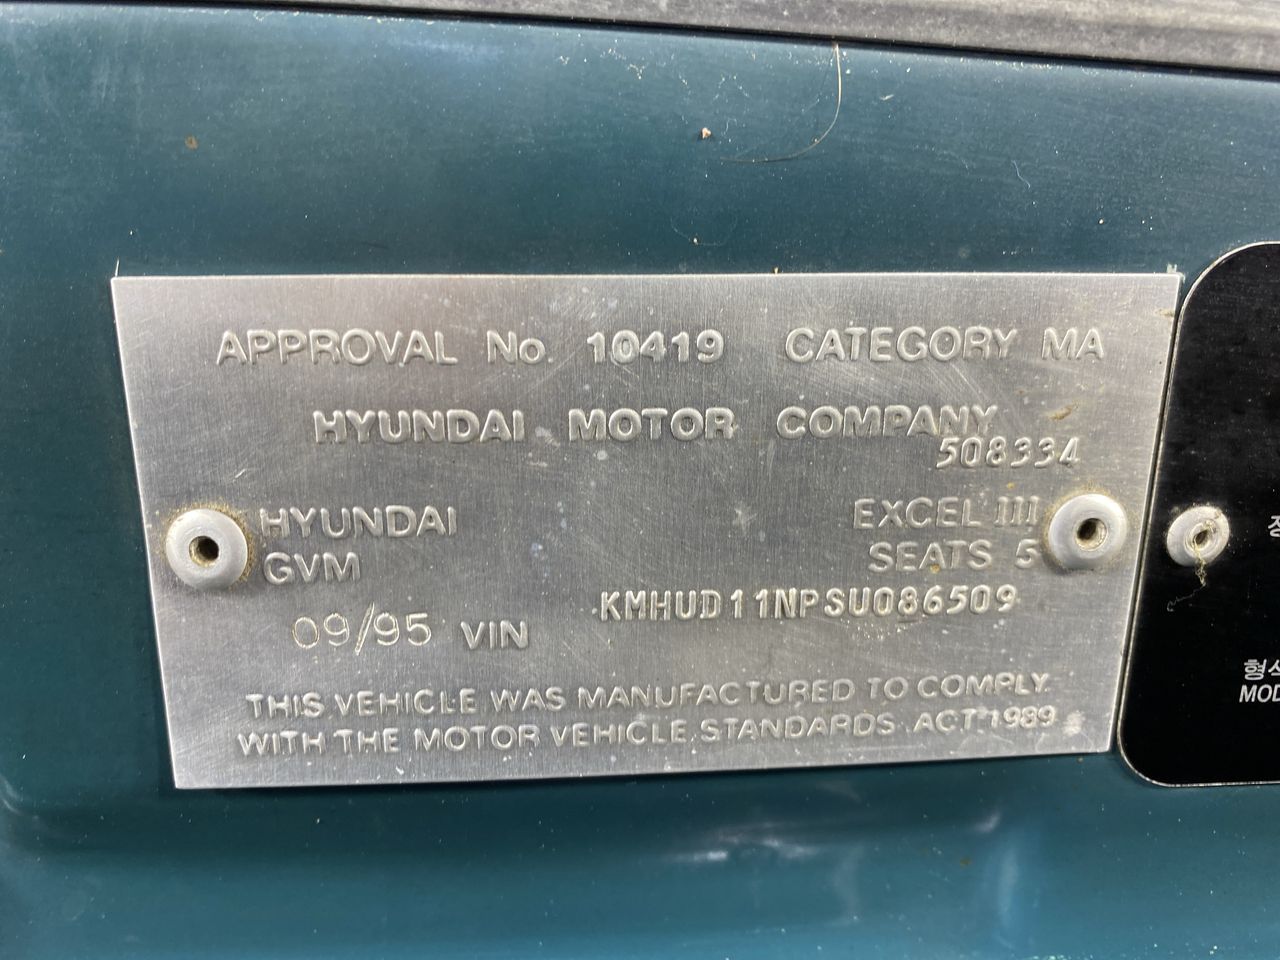 APPROVAL No. 10419 CATEGORY MA
HYUNDAI MOTOR COMPANY
508334
HYUNDAI EXCEL III
GVM SEATS 5
09/95 VIN KMHUD11NPSU086509
THIS VEHICLE WAS MANUFACTURED TO COMPLY
WITH THE MOTOR VEHICLE STANDARDS ACT 1989
형식
MOD